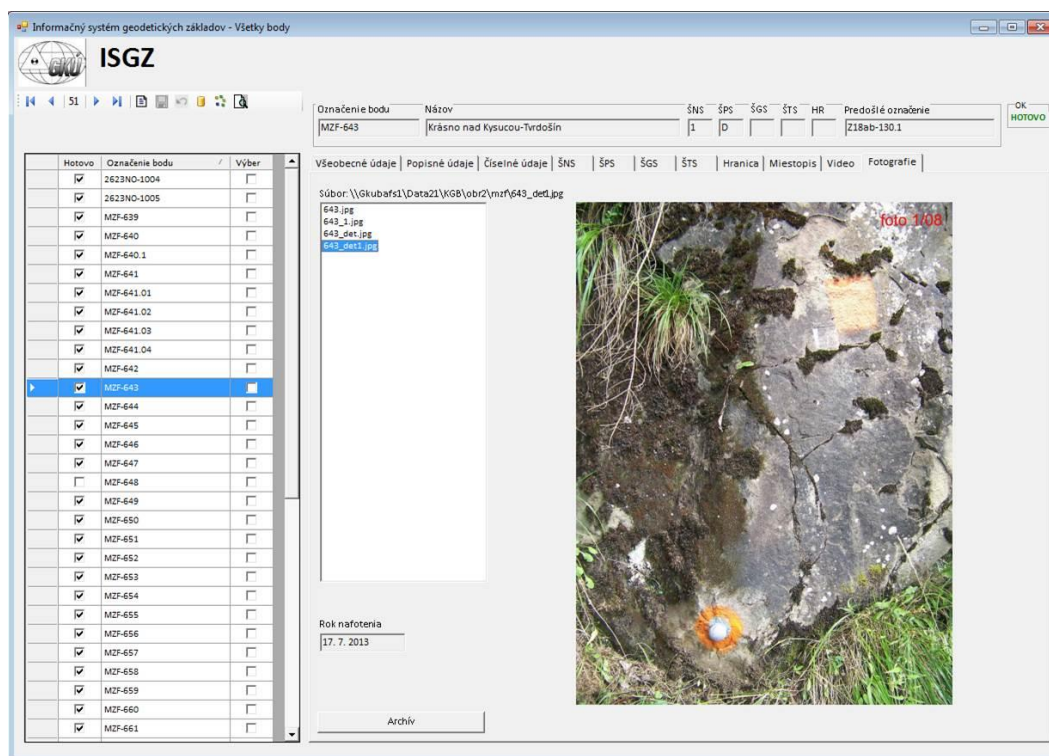 Informačný systém geodetických základov - Všetky body
GKÚ
ISGZ
51
Označenie bodu Názov ŠNS ŠPS ŠGS ŠTS HR Predošlé označenie OK
MZF-643 Krásno nad Kysucou-Tvrdošín 1 D Z18ab-130.1 HOTOVO
Hotovo Označenie bodu / Výber
2623NO-1004
2623NO-1005
MZF-639
MZF-640
MZF-640.1
MZF-641
MZF-641.01
MZF-641.02
MZF-641.03
MZF-641.04
MZF-642
MZF-643
MZF-644
MZF-645
MZF-646
MZF-647
MZF-648
MZF-649
MZF-650
MZF-651
MZF-652
MZF-653
MZF-654
MZF-655
MZF-656
MZF-657
MZF-658
MZF-659
MZF-660
MZF-661
Všeobecné údaje Popisné údaje Číselné údaje ŠNS ŠPS ŠGS ŠTS Hranica Miestopis Video Fotografie
Súbor: \\Gkubafs1\Data21\KGB\obr2\mzf\643_det1.jpg
643.jpg
643_1.jpg
643_det.jpg
643_det1.jpg
foto 1/08
Rok nafotenia
17. 7. 2013
Archív